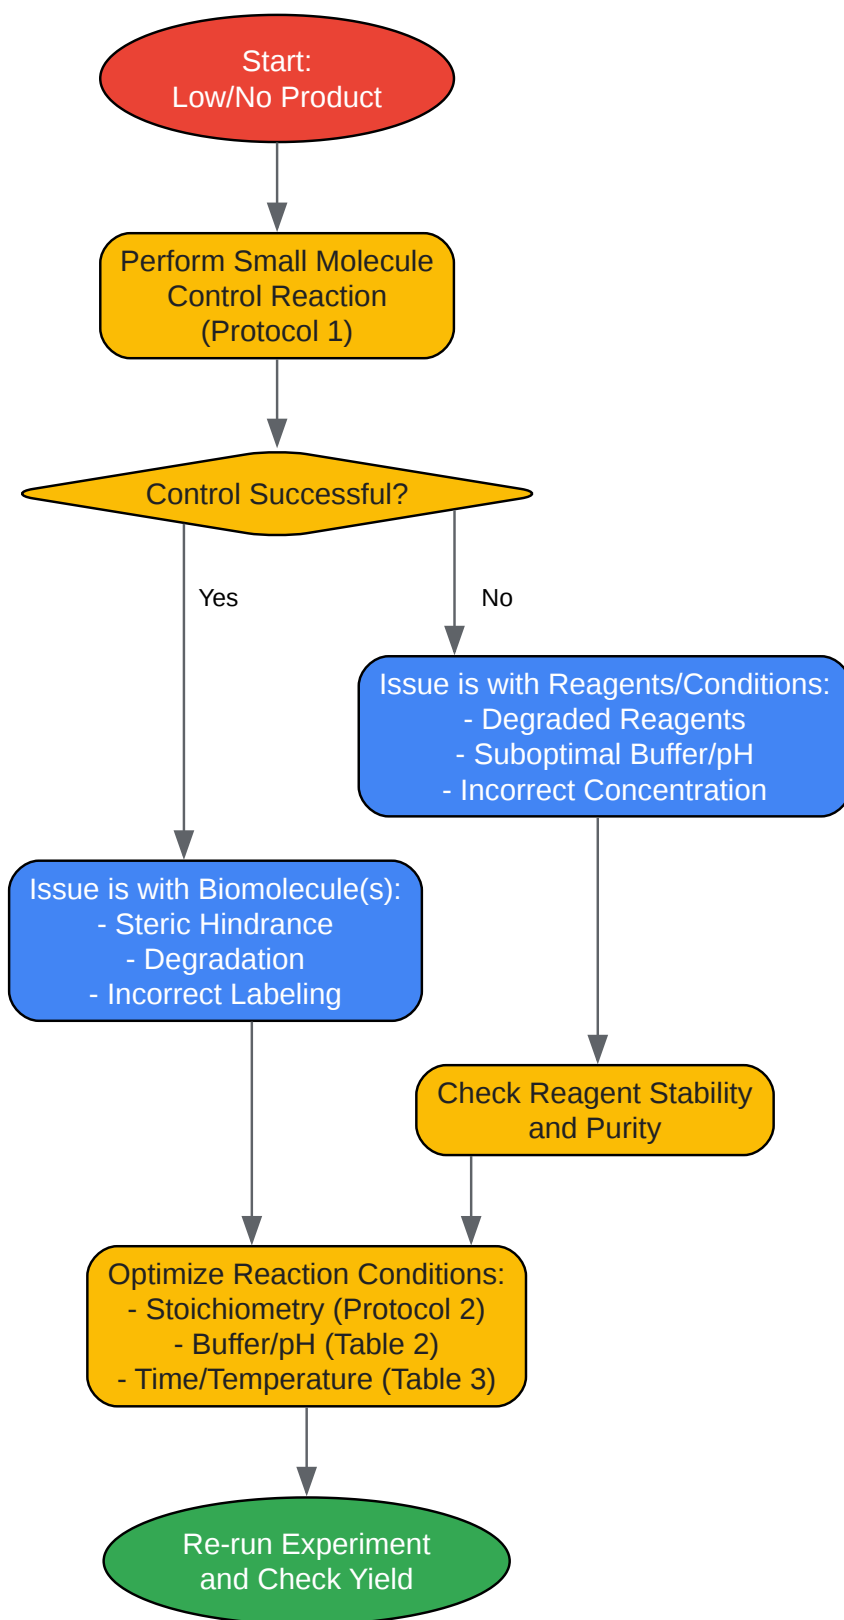 Start:
Low/No Product
Perform Small Molecule
Control Reaction
(Protocol 1)
Control Successful?
Yes
No
Issue is with Reagents/Conditions:
- Degraded Reagents
- Suboptimal Buffer/pH
- Incorrect Concentration
Issue is with Biomolecule(s):
- Steric Hindrance
- Degradation
- Incorrect Labeling
Check Reagent Stability
and Purity
Optimize Reaction Conditions:
- Stoichiometry (Protocol 2)
- Buffer/pH (Table 2)
- Time/Temperature (Table 3)
Re-run Experiment
and Check Yield